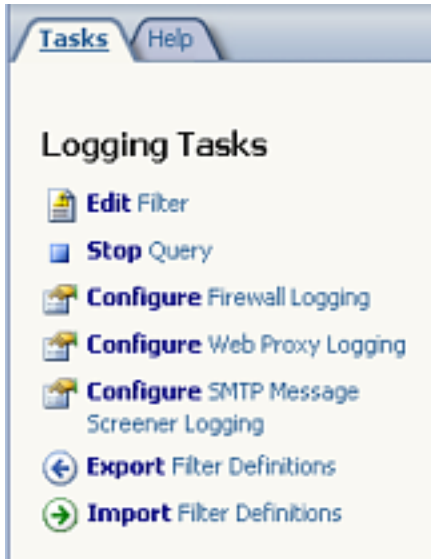 Tasks Help
Logging Tasks
Edit Filter
Stop Query
Configure Firewall Logging
Configure Web Proxy Logging
Configure SMTP Message
Screener Logging
Export Filter Definitions
Import Filter Definitions